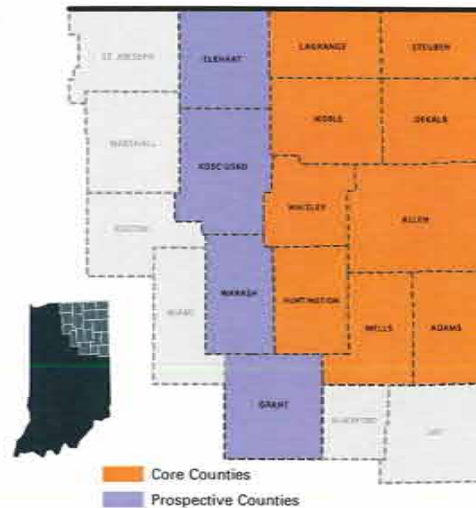 ST. JOSEPH
ELKHART
LAGRANGE
STEUBEN
NOBLE
DEKALB
MARSHALL
KOSCIUSKO
WHITLEY
ALLEN
FULTON
WABASH
HUNTINGTON
MIAMI
WELLS
ADAMS
GRANT
BLACKFORD
JAY
Core Counties
Prospective Counties